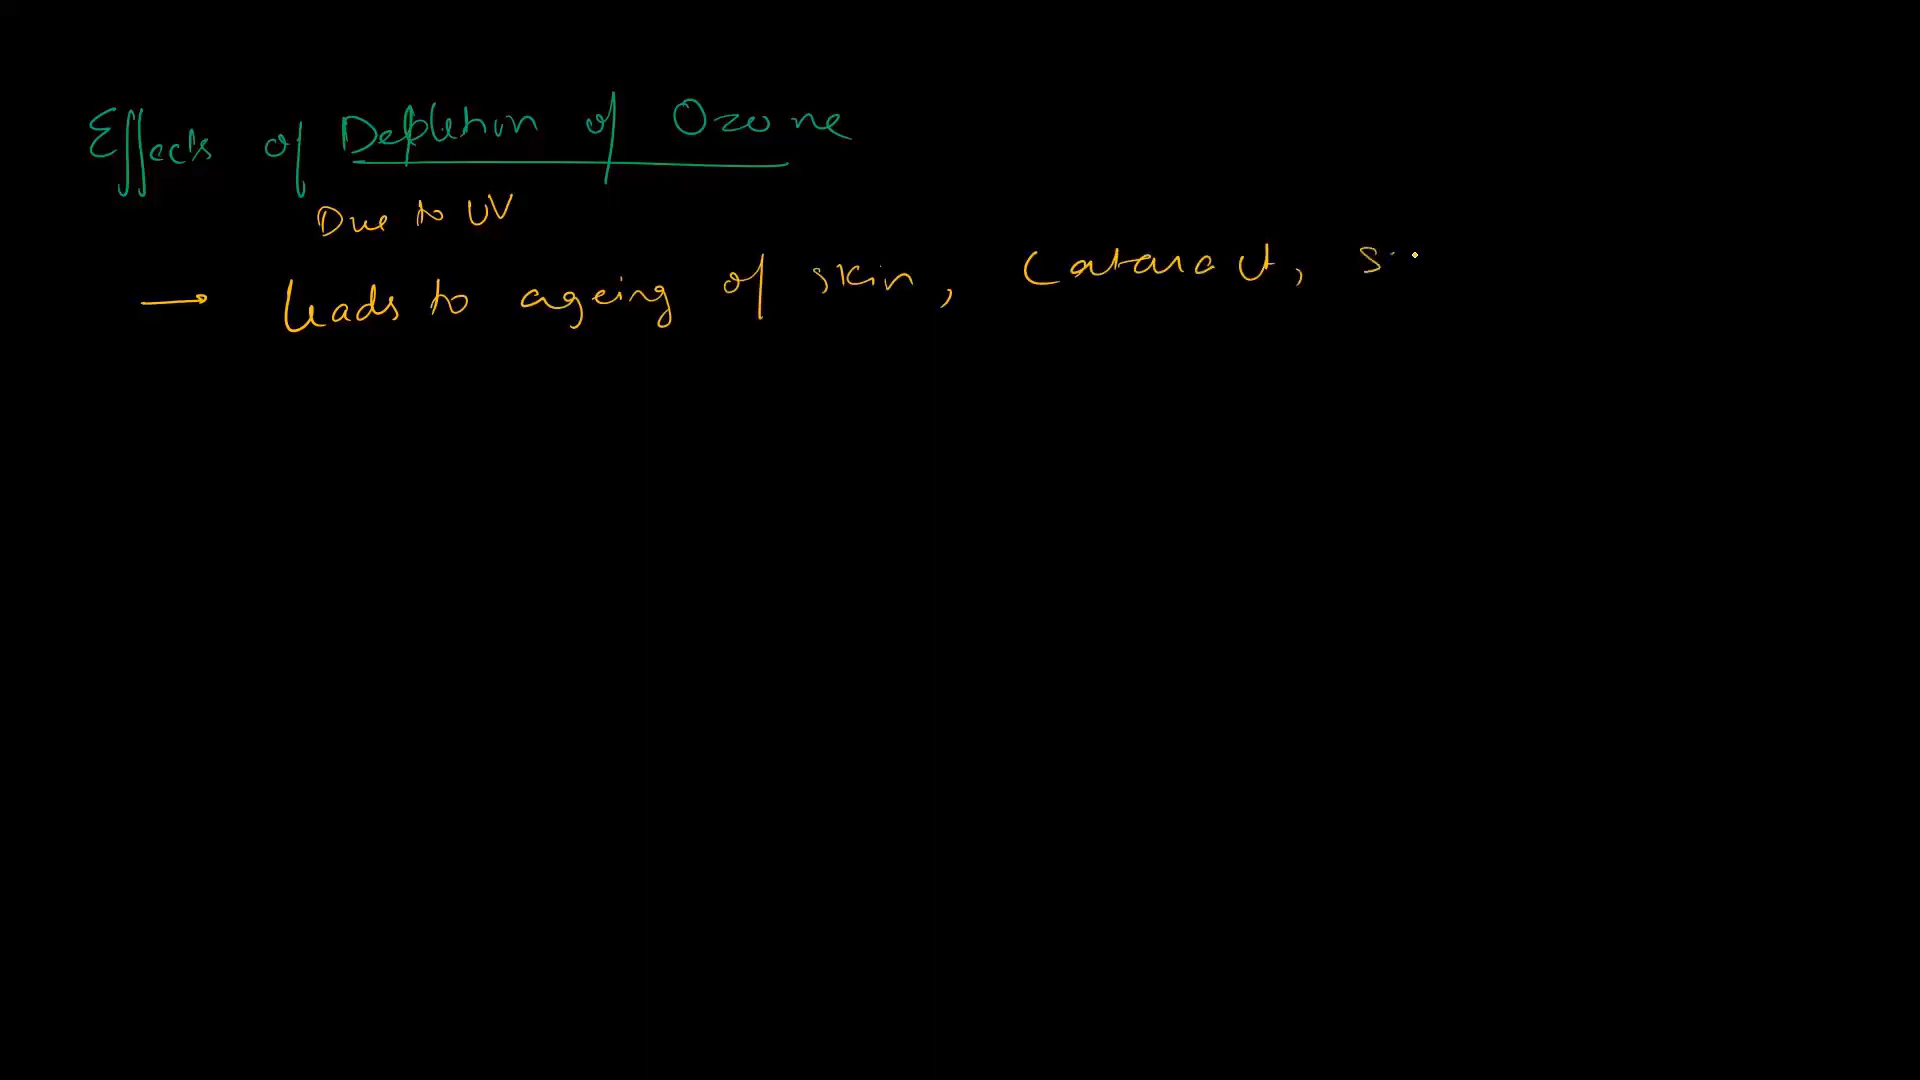 Effects of Depletion of Ozone
Due to UV
→ leads to ageing of skin, Cataract, s